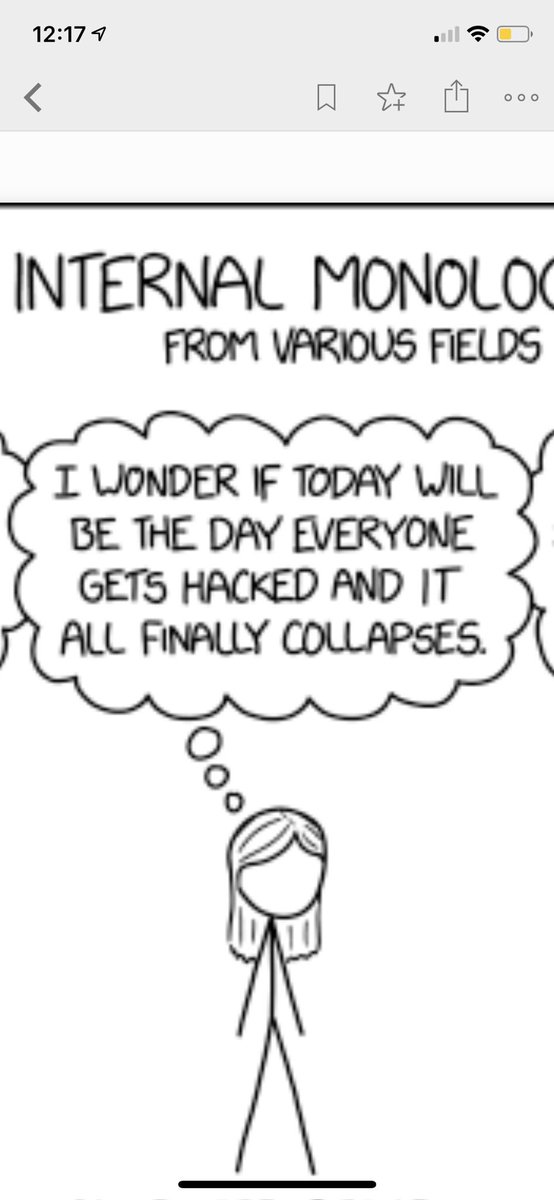 12:17
INTERNAL MONOLO
FROM VARIOUS FIELDS
I WONDER IF TODAY WILL
BE THE DAY EVERYONE
GETS HACKED AND IT
ALL FINALLY COLLAPSES.